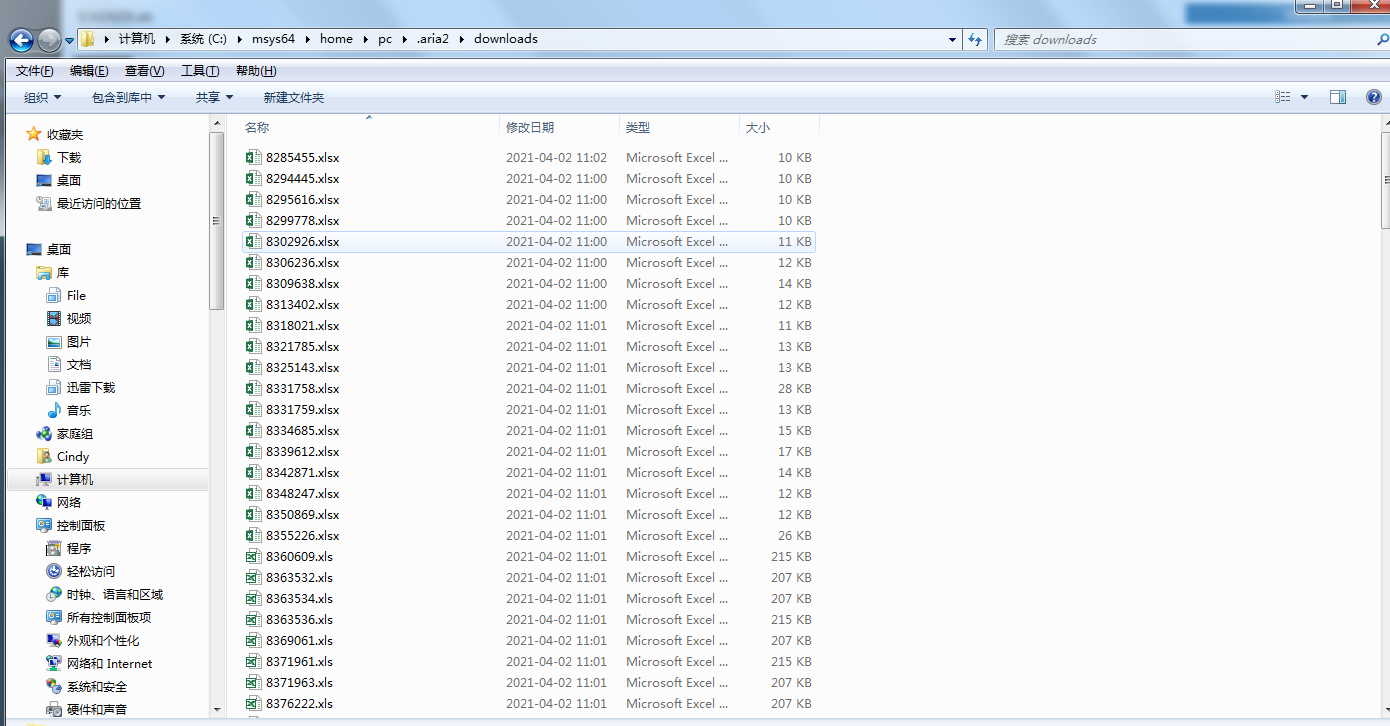 计算机 系统 (C:) msys64 home pc .aria2 downloads
搜索 downloads
文件(F) 编辑(E) 查看(V) 工具(T) 帮助(H)
组织 包含到库中 共享 新建文件夹
收藏夹
下载
桌面
最近访问的位置
桌面
库
File
视频
图片
文档
迅雷下载
音乐
家庭组
Cindy
计算机
网络
控制面板
程序
轻松访问
时钟、语言和区域
所有控制面板项
外观和个性化
网络和 Internet
系统和安全
硬件和声音
名称 修改日期 类型 大小
8285455.xlsx 2021-04-02 11:02 Microsoft Excel ... 10 KB
8294445.xlsx 2021-04-02 11:00 Microsoft Excel ... 10 KB
8295616.xlsx 2021-04-02 11:00 Microsoft Excel ... 10 KB
8299778.xlsx 2021-04-02 11:00 Microsoft Excel ... 10 KB
8302926.xlsx 2021-04-02 11:00 Microsoft Excel ... 11 KB
8306236.xlsx 2021-04-02 11:00 Microsoft Excel ... 12 KB
8309638.xlsx 2021-04-02 11:00 Microsoft Excel ... 14 KB
8313402.xlsx 2021-04-02 11:00 Microsoft Excel ... 12 KB
8318021.xlsx 2021-04-02 11:01 Microsoft Excel ... 11 KB
8321785.xlsx 2021-04-02 11:01 Microsoft Excel ... 13 KB
8325143.xlsx 2021-04-02 11:01 Microsoft Excel ... 13 KB
8331758.xlsx 2021-04-02 11:01 Microsoft Excel ... 28 KB
8331759.xlsx 2021-04-02 11:01 Microsoft Excel ... 13 KB
8334685.xlsx 2021-04-02 11:01 Microsoft Excel ... 15 KB
8339612.xlsx 2021-04-02 11:01 Microsoft Excel ... 17 KB
8342871.xlsx 2021-04-02 11:01 Microsoft Excel ... 14 KB
8348247.xlsx 2021-04-02 11:01 Microsoft Excel ... 12 KB
8350869.xlsx 2021-04-02 11:01 Microsoft Excel ... 12 KB
8355226.xlsx 2021-04-02 11:01 Microsoft Excel ... 26 KB
8360609.xls 2021-04-02 11:01 Microsoft Excel ... 215 KB
8363532.xls 2021-04-02 11:01 Microsoft Excel ... 207 KB
8363534.xls 2021-04-02 11:01 Microsoft Excel ... 207 KB
8363536.xls 2021-04-02 11:01 Microsoft Excel ... 215 KB
8369061.xls 2021-04-02 11:01 Microsoft Excel ... 207 KB
8371961.xls 2021-04-02 11:01 Microsoft Excel ... 215 KB
8371963.xls 2021-04-02 11:01 Microsoft Excel ... 207 KB
8376222.xls 2021-04-02 11:01 Microsoft Excel ... 207 KB